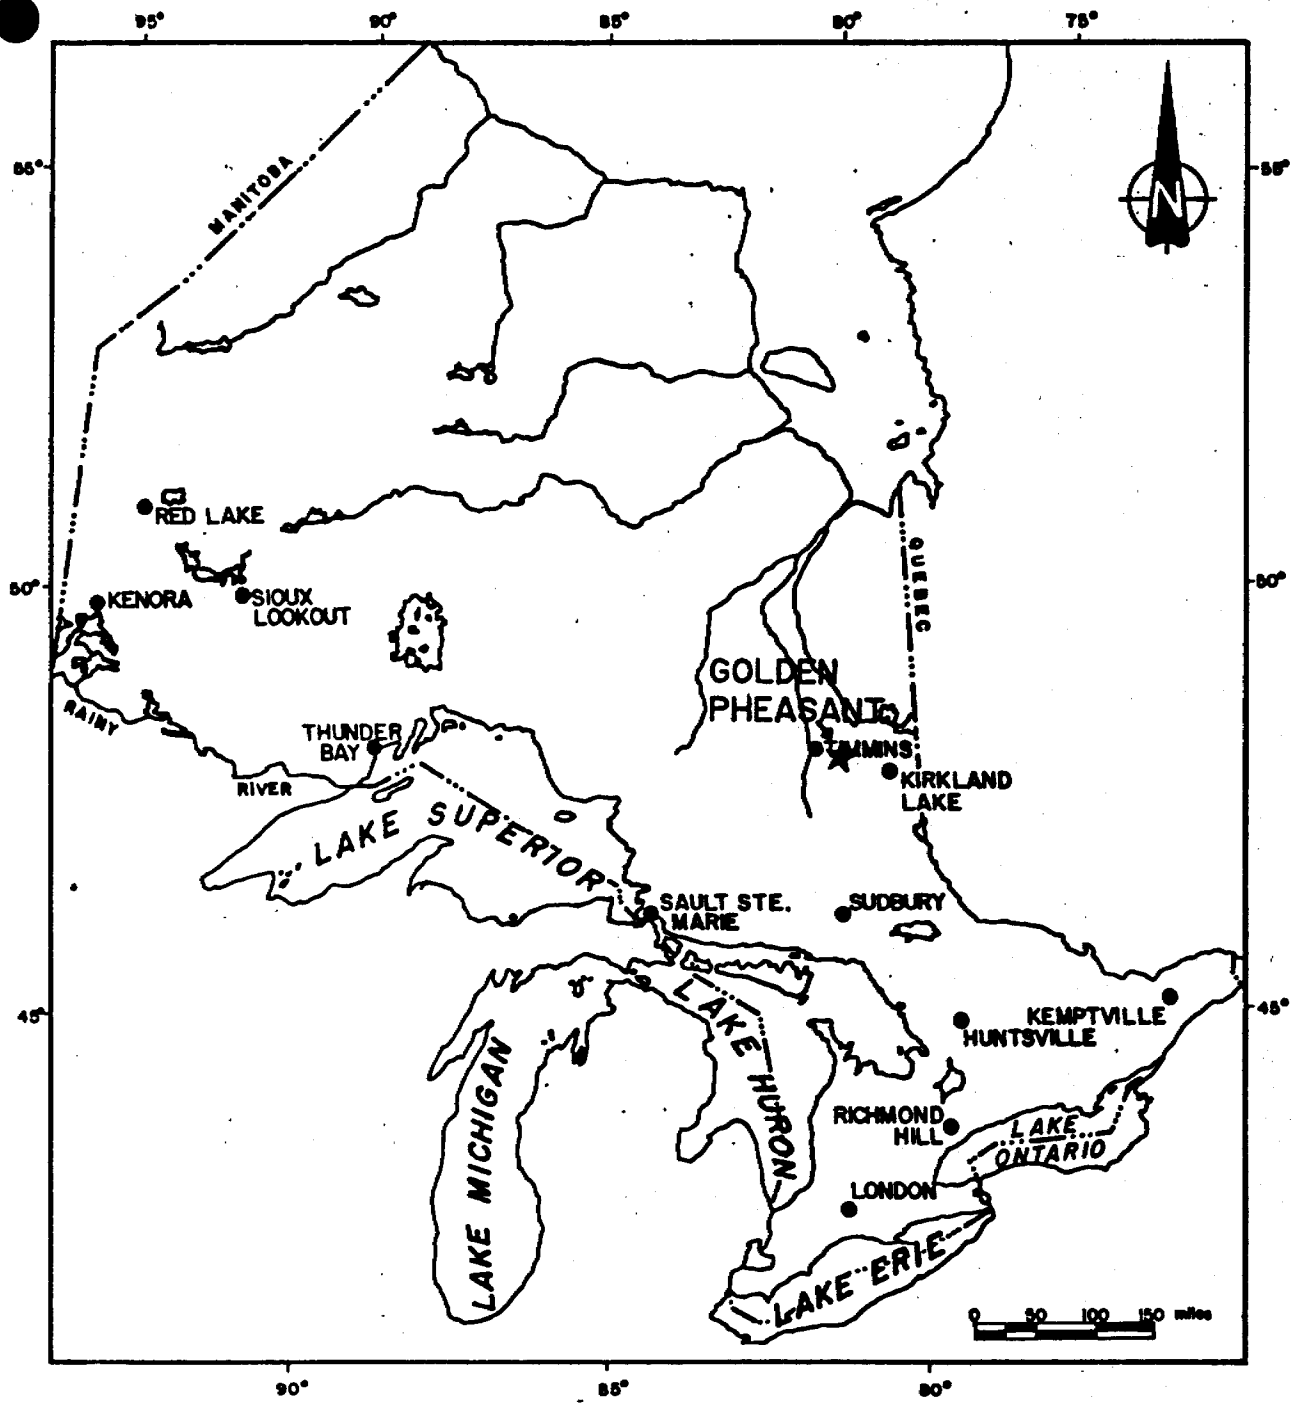 95° 90° 85° 80° 75°
55° 55°
N
MANITOBA
RED LAKE
QUEBEC
50° 50°
KENORA
SIOUX
LOOKOUT
GOLDEN
PHEASANT
RAINY
THUNDER
BAY
TIMMINS
RIVER
KIRKLAND
LAKE
LAKE SUPERIOR
SAULT STE.
MARIE
SUDBURY
LAKE HURON
45° 45°
KEMPTVILLE
HUNTSVILLE
LAKE MICHIGAN
RICHMOND
HILL
LAKE
ONTARIO
LONDON
LAKE ERIE
0 50 100 150 miles
90° 85° 80°